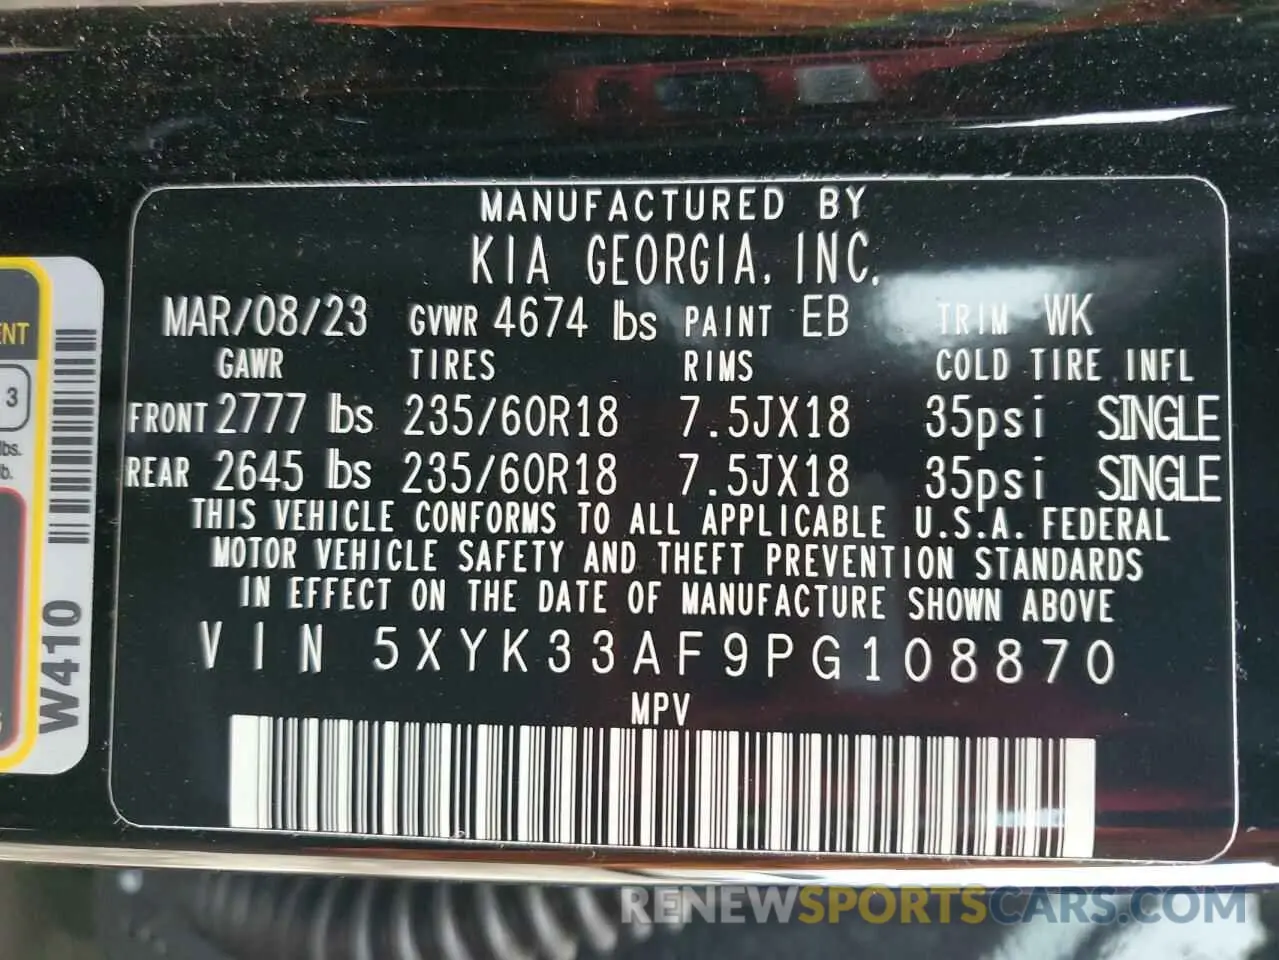 MANUFACTURED BY
KIA GEORGIA, INC.
MAR/08/23 GVWR 4674 lbs PAINT EB TRIM WK
GAWR TIRES RIMS COLD TIRE INFL
FRONT 2777 lbs 235/60R18 7.5JX18 35psi SINGLE
REAR 2645 lbs 235/60R18 7.5JX18 35psi SINGLE
THIS VEHICLE CONFORMS TO ALL APPLICABLE U.S.A. FEDERAL
MOTOR VEHICLE SAFETY AND THEFT PREVENTION STANDARDS
IN EFFECT ON THE DATE OF MANUFACTURE SHOWN ABOVE
VIN 5XYK33AF9PG108870
MPV
3
lbs.
W410
RENEWSPORTSCARS.COM